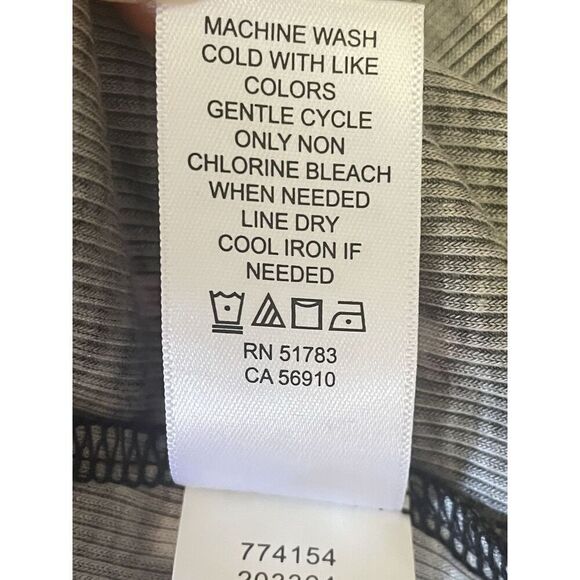 MACHINE WASH
COLD WITH LIKE
COLORS
GENTLE CYCLE
ONLY NON
CHLORINE BLEACH
WHEN NEEDED
LINE DRY
COOL IRON IF
NEEDED
RN 51783
CA 56910
774154